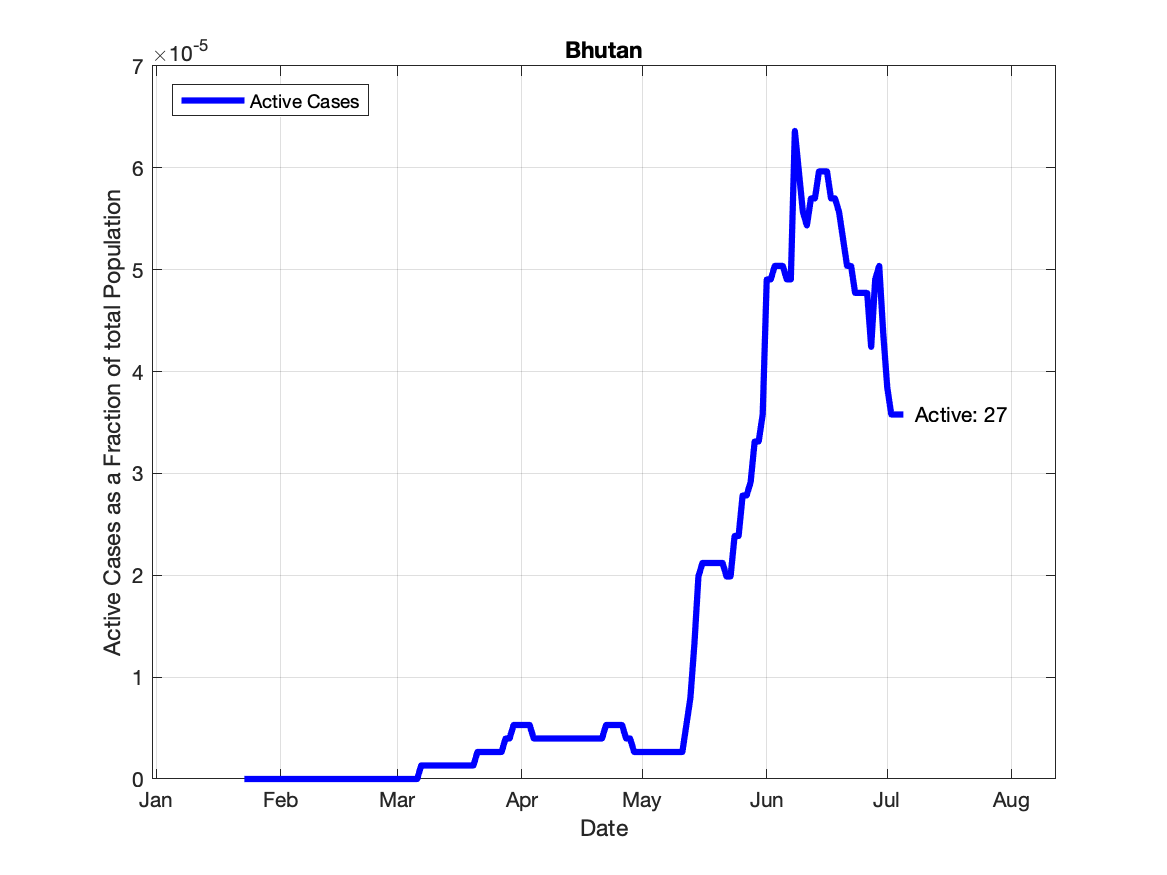 Bhutan
×10-5
Active Cases
7
6
5
4
3
2
1
0
Active Cases as a Fraction of total Population
Active: 27
Jan Feb Mar Apr May Jun Jul Aug
Date